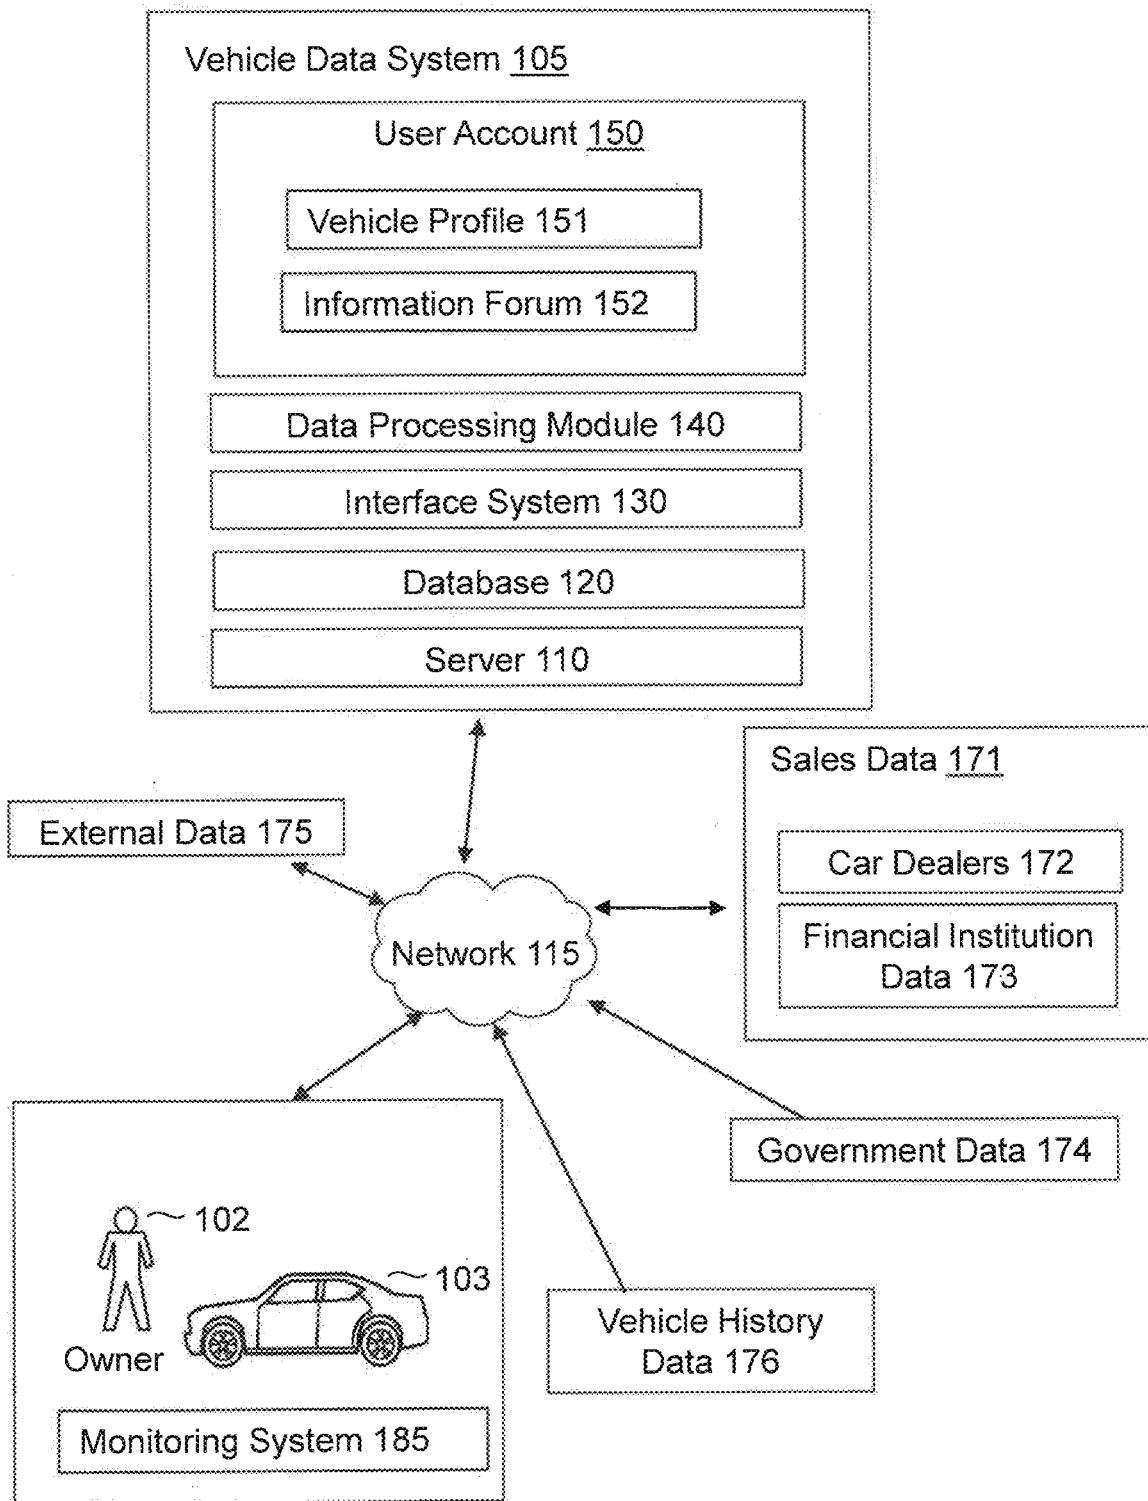 Vehicle Data System 105
User Account 150
Vehicle Profile 151
Information Forum 152
Data Processing Module 140
Interface System 130
Database 120
Server 110
Sales Data 171
External Data 175
Car Dealers 172
Financial Institution
Data 173
Network 115
Government Data 174
102
103
Owner
Vehicle History
Data 176
Monitoring System 185